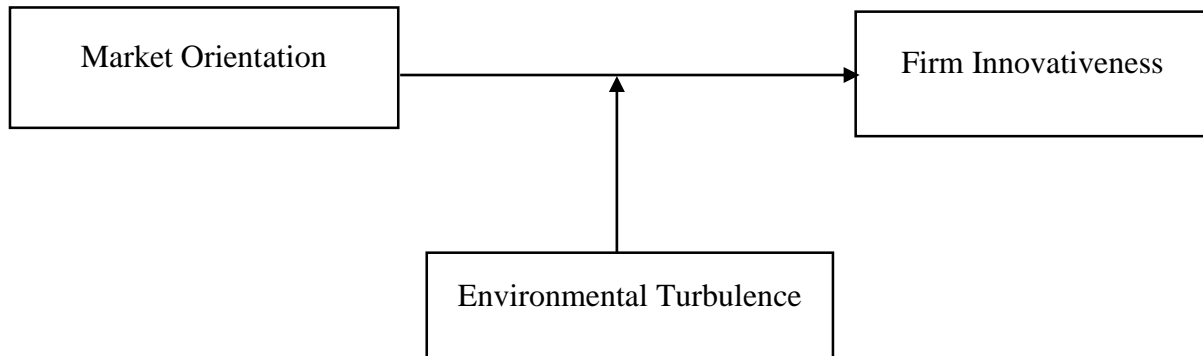 Market Orientation
Firm Innovativeness
Environmental Turbulence